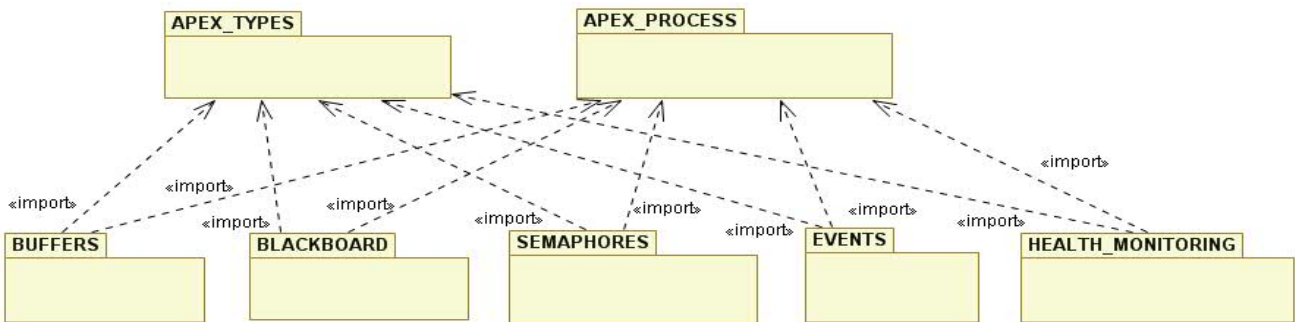 APEX_TYPES
APEX_PROCESS
«import»
«import»
«import»
«import»
«import»
«import»
«import»
«import»
«import»
«import»
BUFFERS
BLACKBOARD
SEMAPHORES
EVENTS
HEALTH_MONITORING